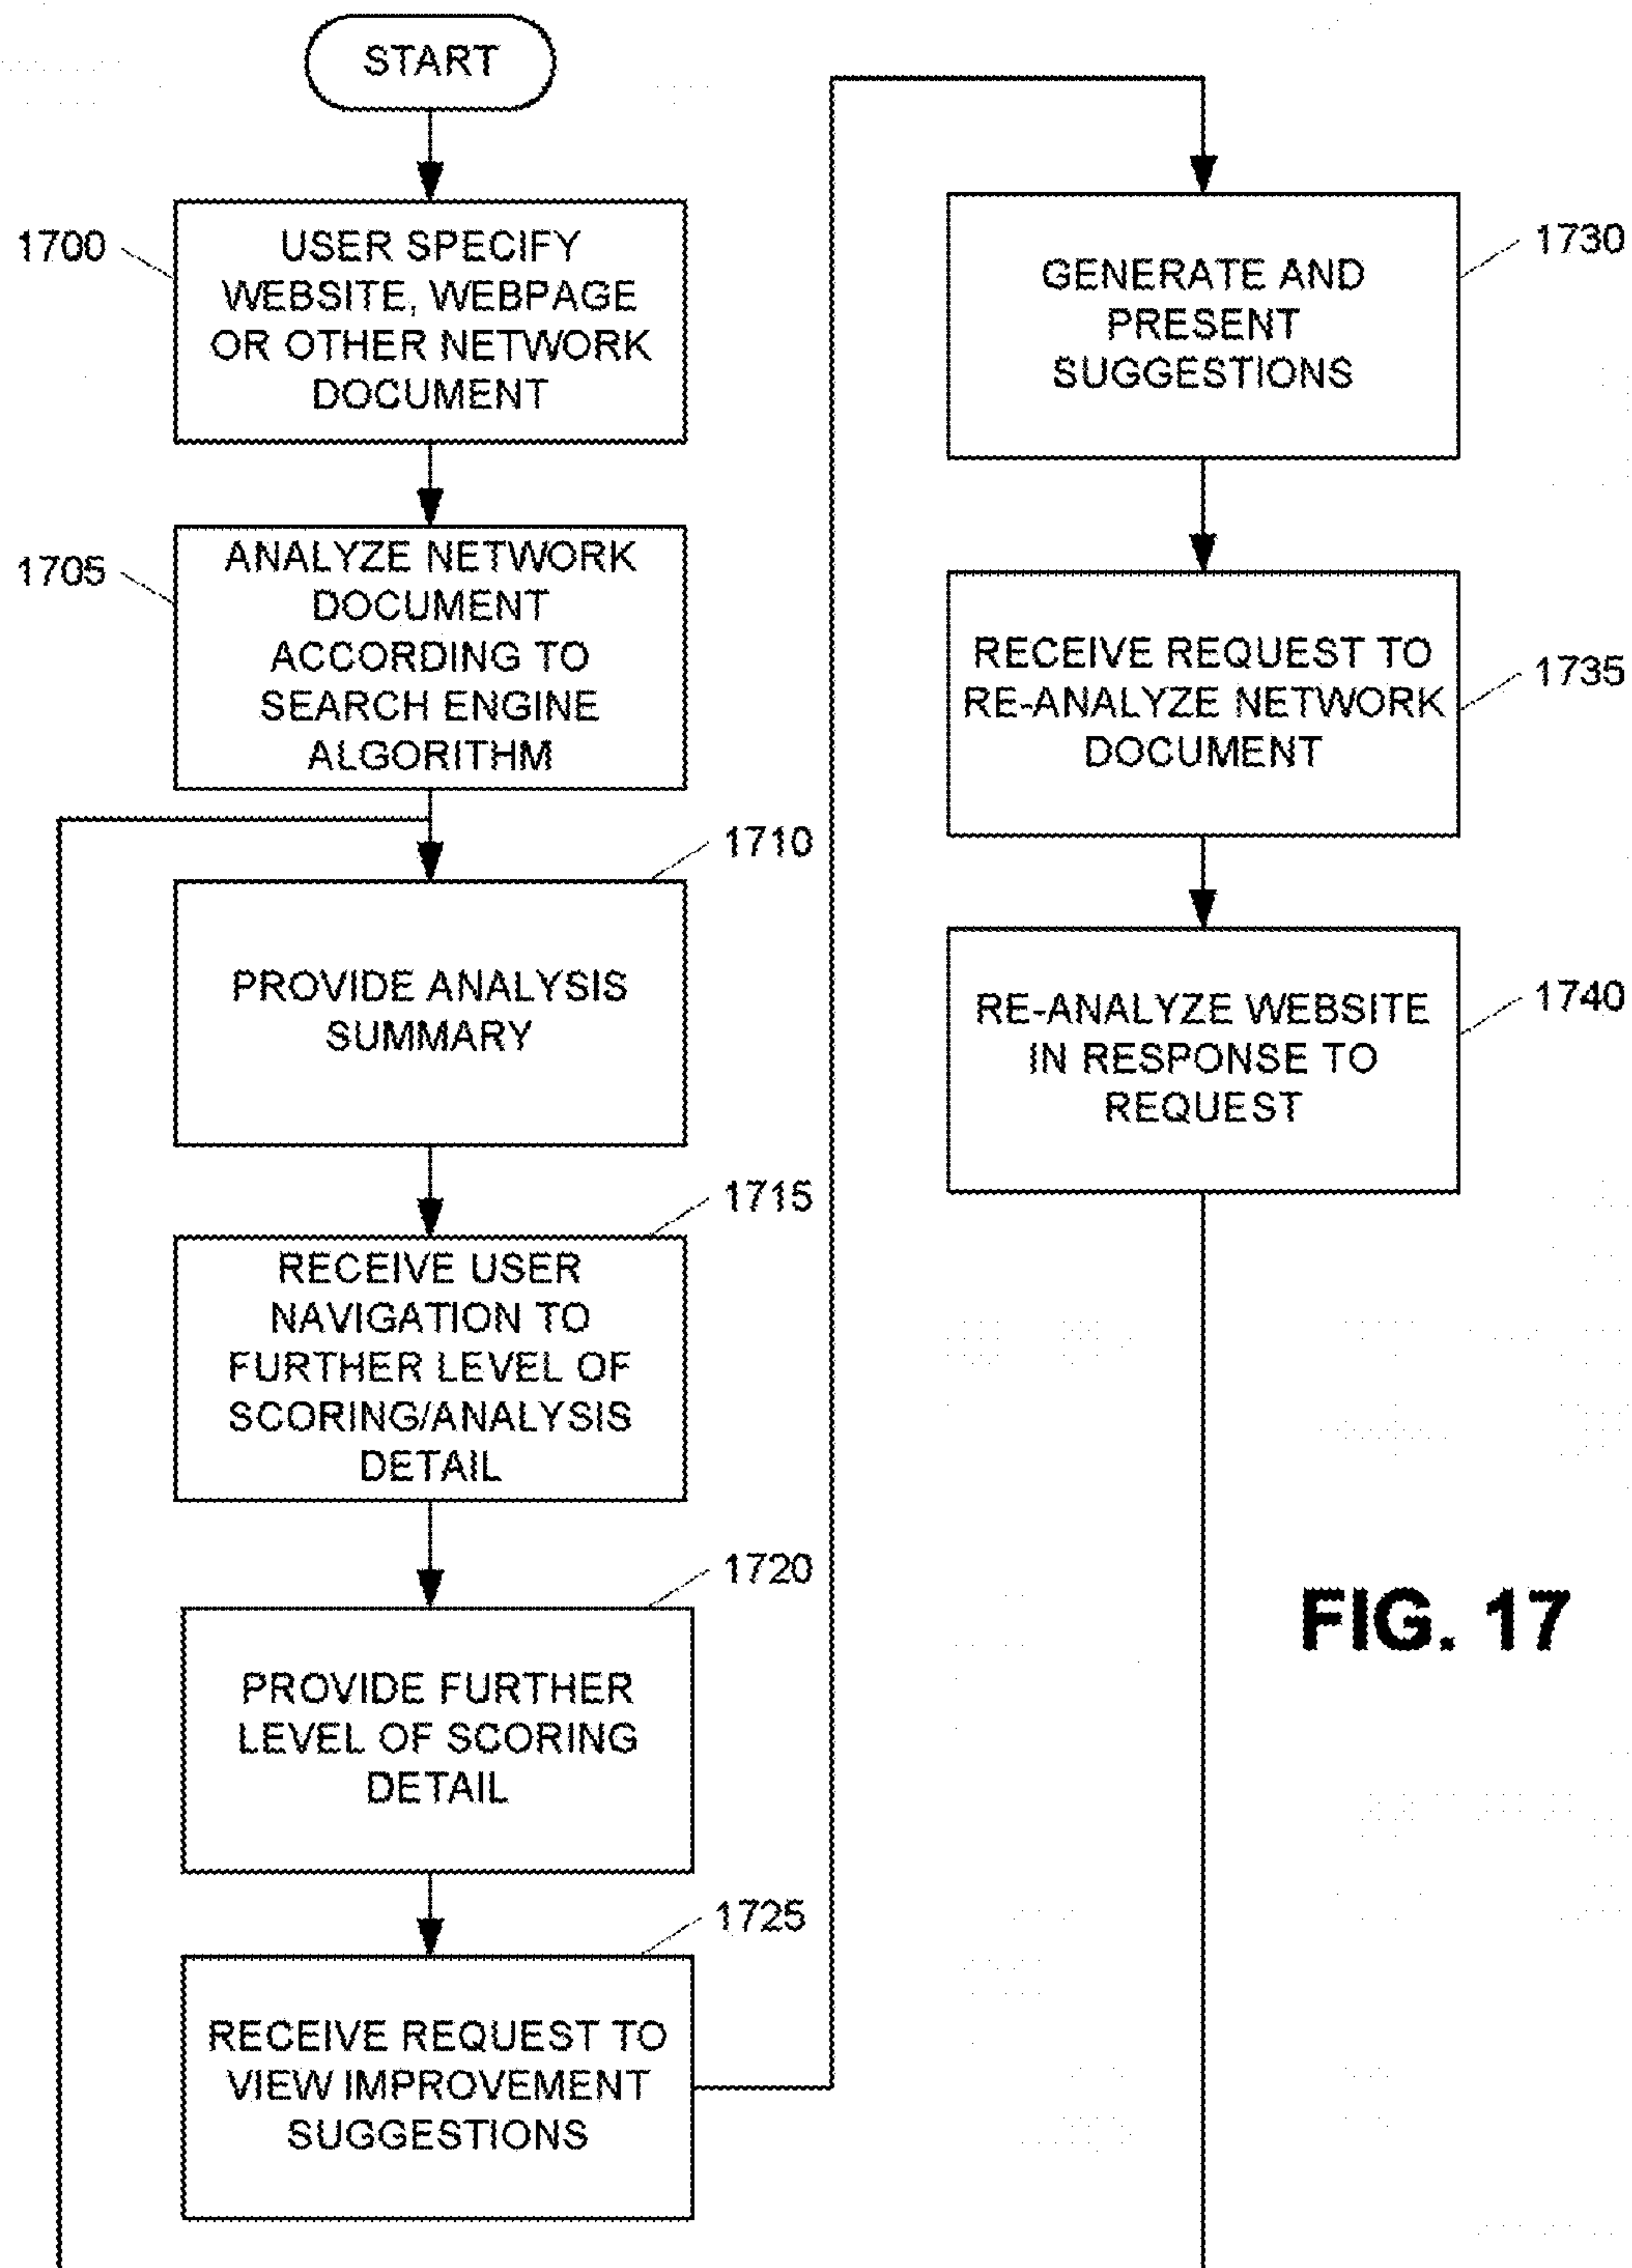 START
1700
USER SPECIFY
WEBSITE, WEBPAGE
OR OTHER NETWORK
DOCUMENT
1705
ANALYZE NETWORK
DOCUMENT
ACCORDING TO
SEARCH ENGINE
ALGORITHM
1710
PROVIDE ANALYSIS
SUMMARY
1715
RECEIVE USER
NAVIGATION TO
FURTHER LEVEL OF
SCORING/ANALYSIS
DETAIL
1720
PROVIDE FURTHER
LEVEL OF SCORING
DETAIL
1725
RECEIVE REQUEST TO
VIEW IMPROVEMENT
SUGGESTIONS
1730
GENERATE AND
PRESENT
SUGGESTIONS
1735
RECEIVE REQUEST TO
RE-ANALYZE NETWORK
DOCUMENT
1740
RE-ANALYZE WEBSITE
IN RESPONSE TO
REQUEST
FIG. 17